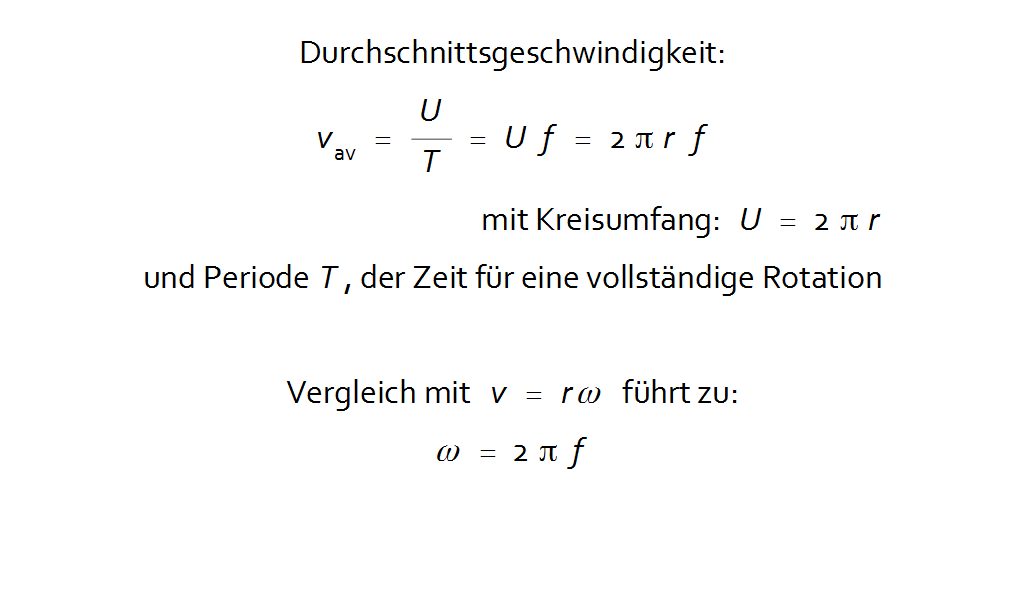 Durchschnittsgeschwindigkeit:
v_av = U/T = U f = 2 π r f
mit Kreisumfang: U = 2 π r
und Periode T , der Zeit für eine vollständige Rotation
Vergleich mit v = r ω führt zu:
ω = 2 π f